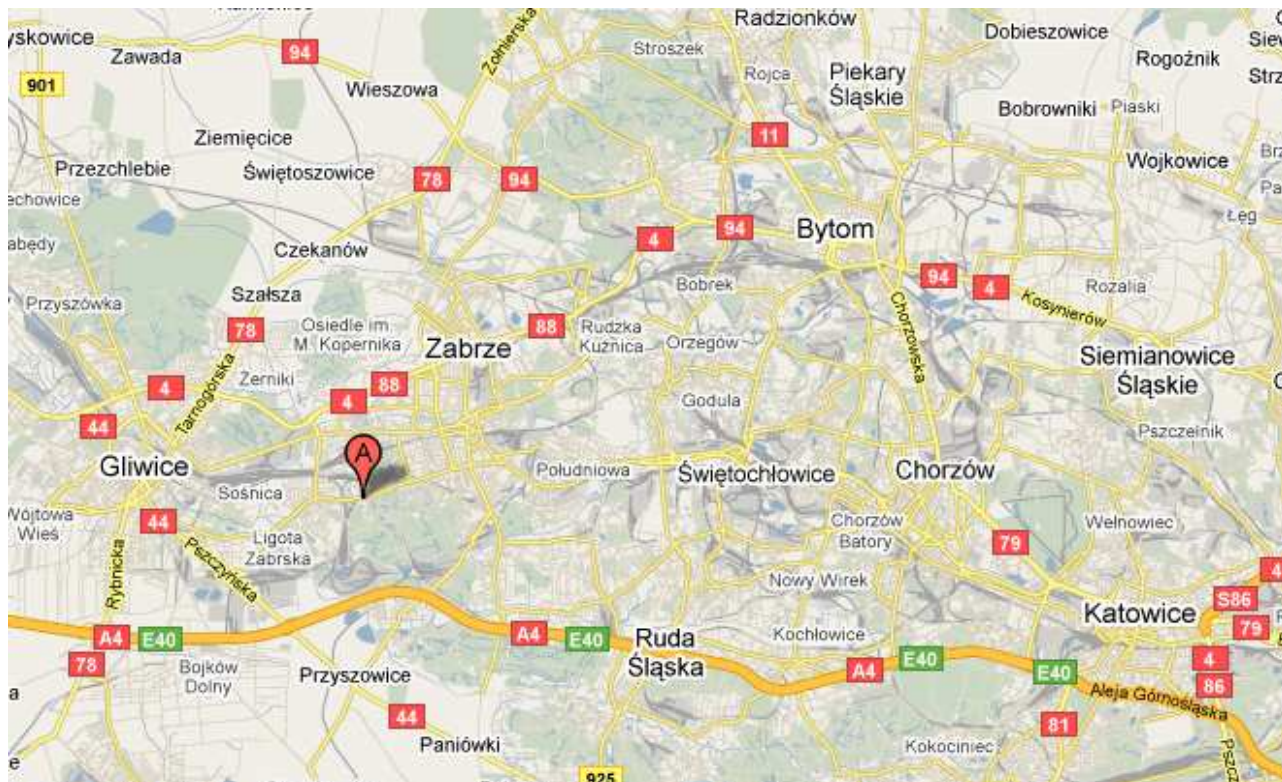 Radzionków
Dobieszowice
Zawada
94
Żołnierska
Stroszek
Rojca
Piekary
Śląskie
Rogoźnik
901
Wieszowa
Bobrowniki
Piaski
Ziemięcice
11
Przezchlebie
Świętoszowice
78
94
Wojkowice
Łęg
Czekanów
4
94
Bytom
Przyszówka
Szałsza
Bobrek
94
4
Rozalia
Kosynierów
78
Osiedle im.
M. Kopernika
Zabrze
88
Rudzka
Kuźnica
Orzegów
Chorzowska
Siemianowice
Śląskie
Tarnogórska
Żerniki
4
88
4
Godula
44
Pszczelnik
A
Gliwice
Sośnica
Południowa
Świętochłowice
Chorzów
Wójtowa
Wieś
44
Ligota
Zabrska
Chorzów
Batory
79
Wełnowiec
Rybnicka
Pszczyńska
Nowy Wirek
4
S86
Katowice
79
A4
E40
A4
E40
Ruda
Śląska
Kochłowice
78
Bojków
Dolny
Przyszowice
A4
E40
E40
4
86
Aleja Górnośląska
44
Paniówki
81
Kokociniec
925